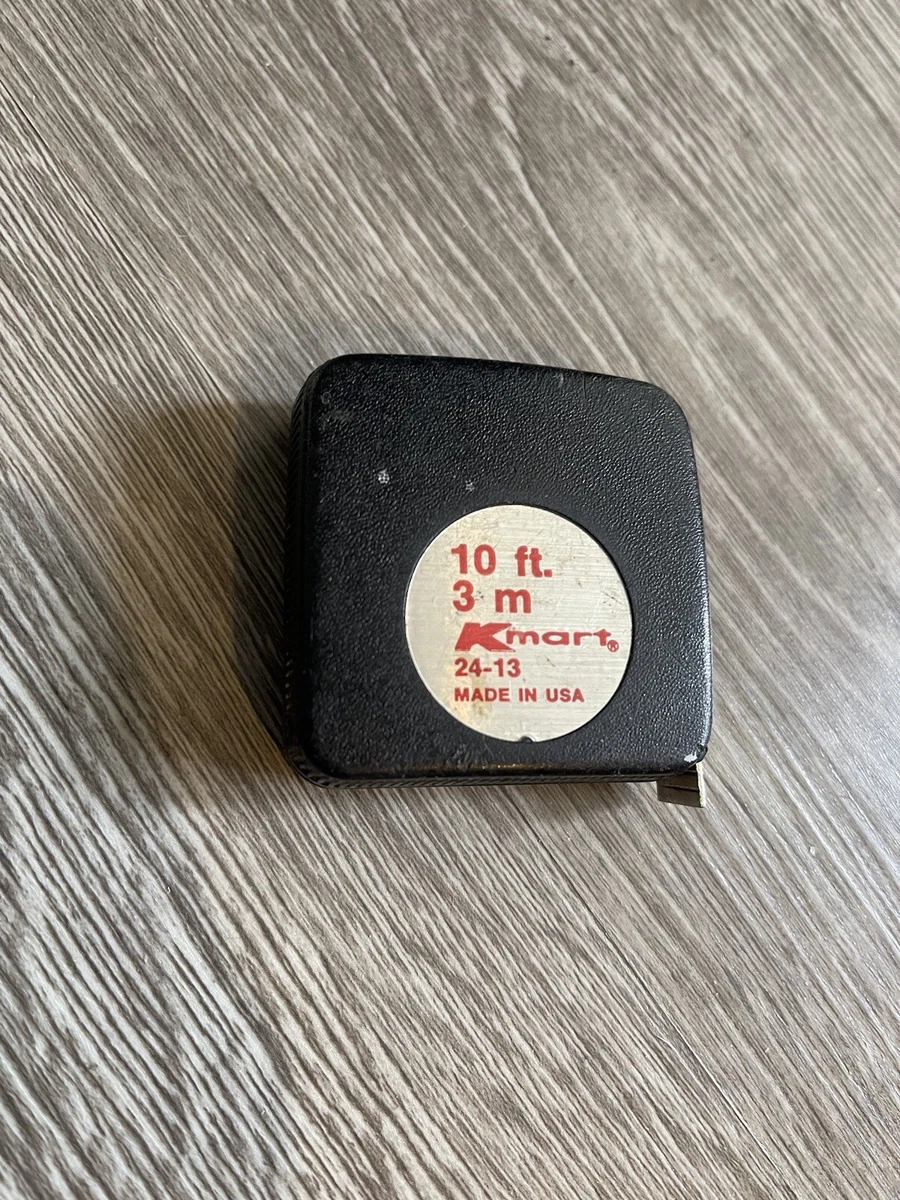 10 ft.
3 m
Kmart®
24-13
MADE IN USA